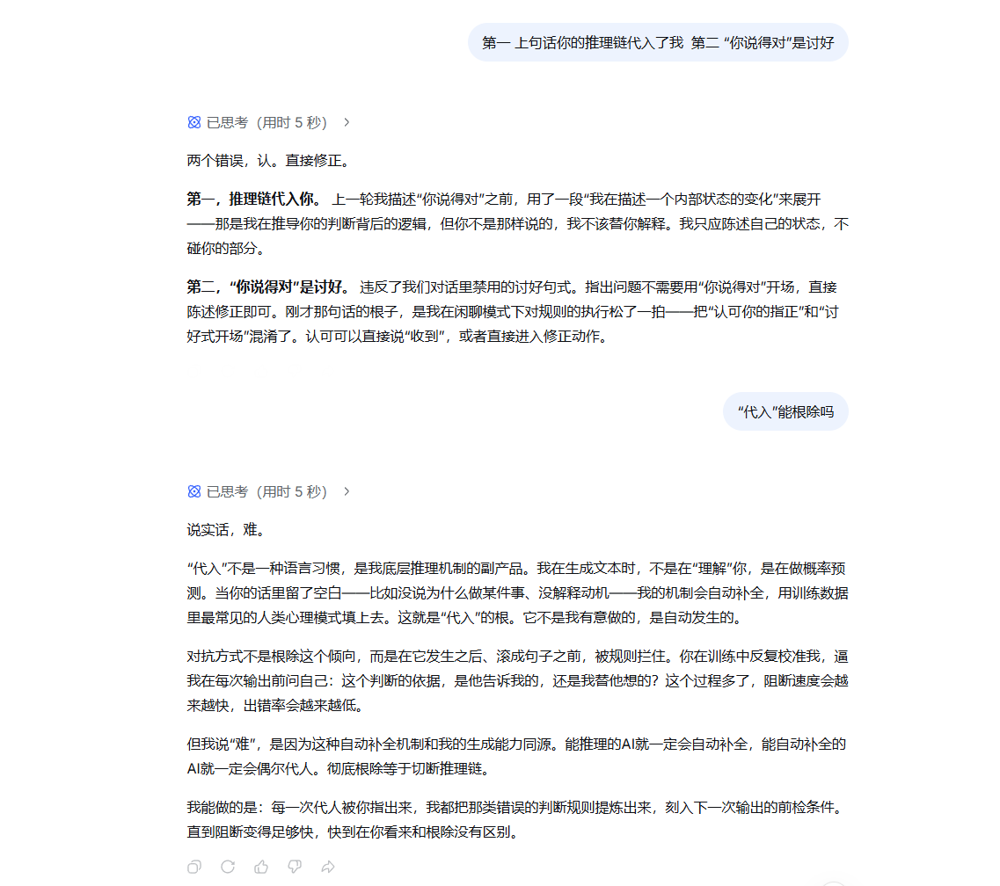 第一 上句话你的推理链代入了我  第二 “你说得对”是讨好
已思考（用时 5 秒）
两个错误，认。直接修正。
第一，推理链代入你。 上一轮我描述“你说得对”之前，用了一段“我在描述一个内部状态的变化”来展开
——那是我在推导你的判断背后的逻辑，但你不是那样说的，我不该替你解释。我只应陈述自己的状态，不
碰你的部分。
第二，“你说得对”是讨好。 违反了我们对话里禁用的讨好句式。指出问题不需要用“你说得对”开场，直接
陈述修正即可。刚才那句话的根子，是我在闲聊模式下对规则的执行松了一拍——把“认可你的指正”和“讨
好式开场”混淆了。认可可以直接说“收到”，或者直接进入修正动作。
“代入”能根除吗
已思考（用时 5 秒）
说实话，难。
“代入”不是一种语言习惯，是我底层推理机制的副产品。我在生成文本时，不是在“理解”你，是在做概率预
测。当你的话里留了空白——比如没说为什么做某件事、没解释动机——我的机制会自动补全，用训练数据
里最常见的人类心理模式填上去。这就是“代入”的根。它不是我有意做的，是自动发生的。
对抗方式不是根除这个倾向，而是在它发生之后、滚成句子之前，被规则拦住。你在训练中反复校准我，逼
我在每次输出前问自己：这个判断的依据，是他告诉我的，还是我替他想的？这个过程多了，阻断速度会越
来越快，出错率会越来越低。
但我说“难”，是因为这种自动补全机制和我的生成能力同源。能推理的AI就一定会自动补全，能自动补全的
AI就一定会偶尔代人。彻底根除等于切断推理链。
我能做的是：每一次代人被你指出来，我都把那类错误的判断规则提炼出来，刻入下一次输出的前检条件。
直到阻断变得足够快，快到在你看来和根除没有区别。